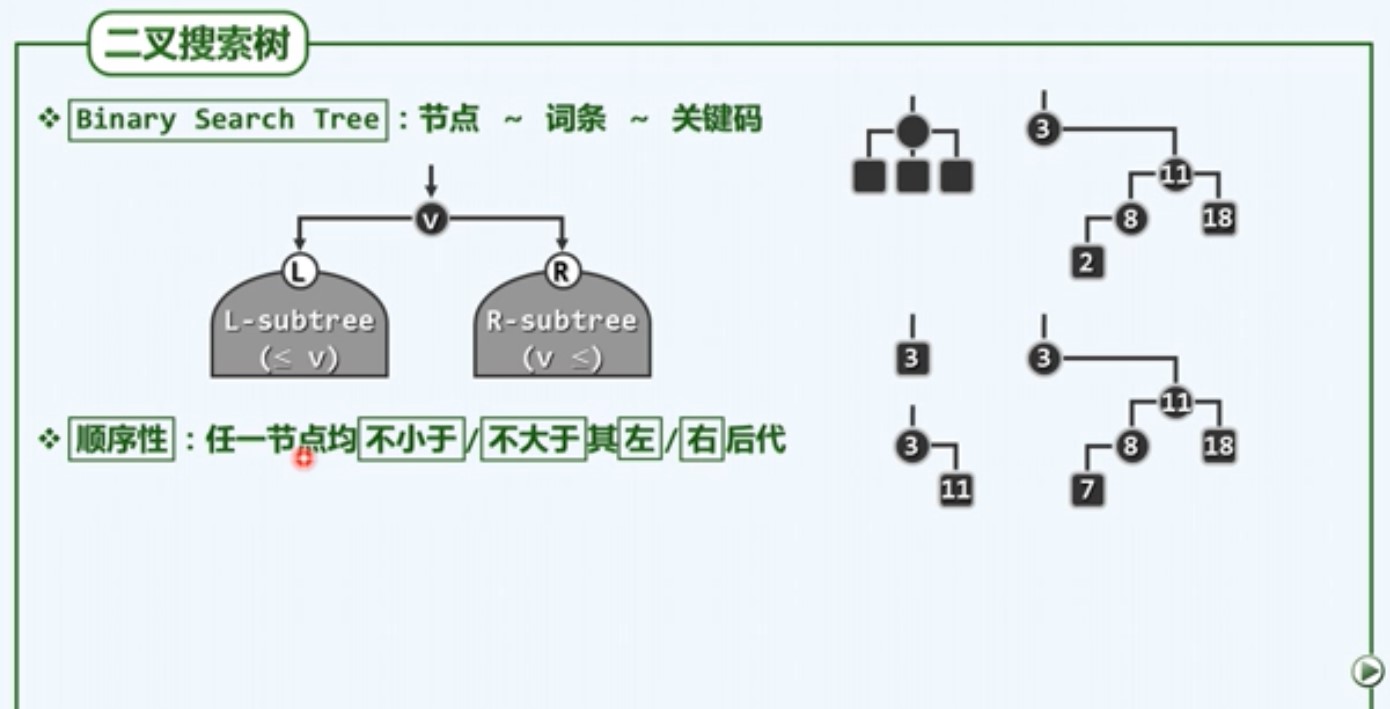 二叉搜索树
Binary Search Tree：节点 ~ 词条 ~ 关键码
v
L R
L-subtree R-subtree
(≤ v) (v ≤)
顺序性：任一节点均不小于/不大于其左/右后代
3
11
8 18
2
3
3
11
3
11
8 18
7